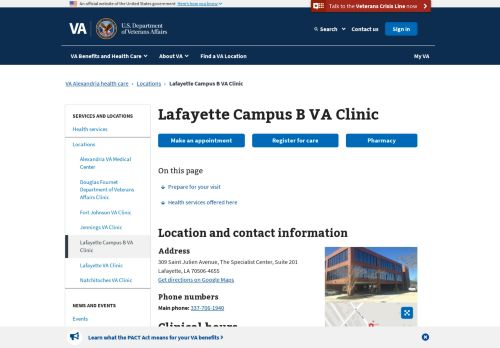 An official website of the United States government Here's how you know
Talk to the Veterans Crisis Line now
VA
U.S. Department
of Veterans Affairs
Search
Contact us
Sign in
VA Benefits and Health Care
About VA
Find a VA Location
My VA
VA Alexandria health care
Locations
Lafayette Campus B VA Clinic
SERVICES AND LOCATIONS
Health services
Locations
Alexandria VA Medical
Center
Douglas Fournet
Department of Veterans
Affairs Clinic
Fort Johnson VA Clinic
Jennings VA Clinic
Lafayette Campus B VA
Clinic
Lafayette VA Clinic
Natchitoches VA Clinic
NEWS AND EVENTS
Events
Lafayette Campus B VA Clinic
Make an appointment
Register for care
Pharmacy
On this page
Prepare for your visit
Health services offered here
Location and contact information
Address
309 Saint Julien Avenue, The Specialist Center, Suite 201
Lafayette, LA 70506-4655
Get directions on Google Maps
Phone numbers
Main phone: 337-706-1940
Clinical hours
Learn what the PACT Act means for your VA benefits